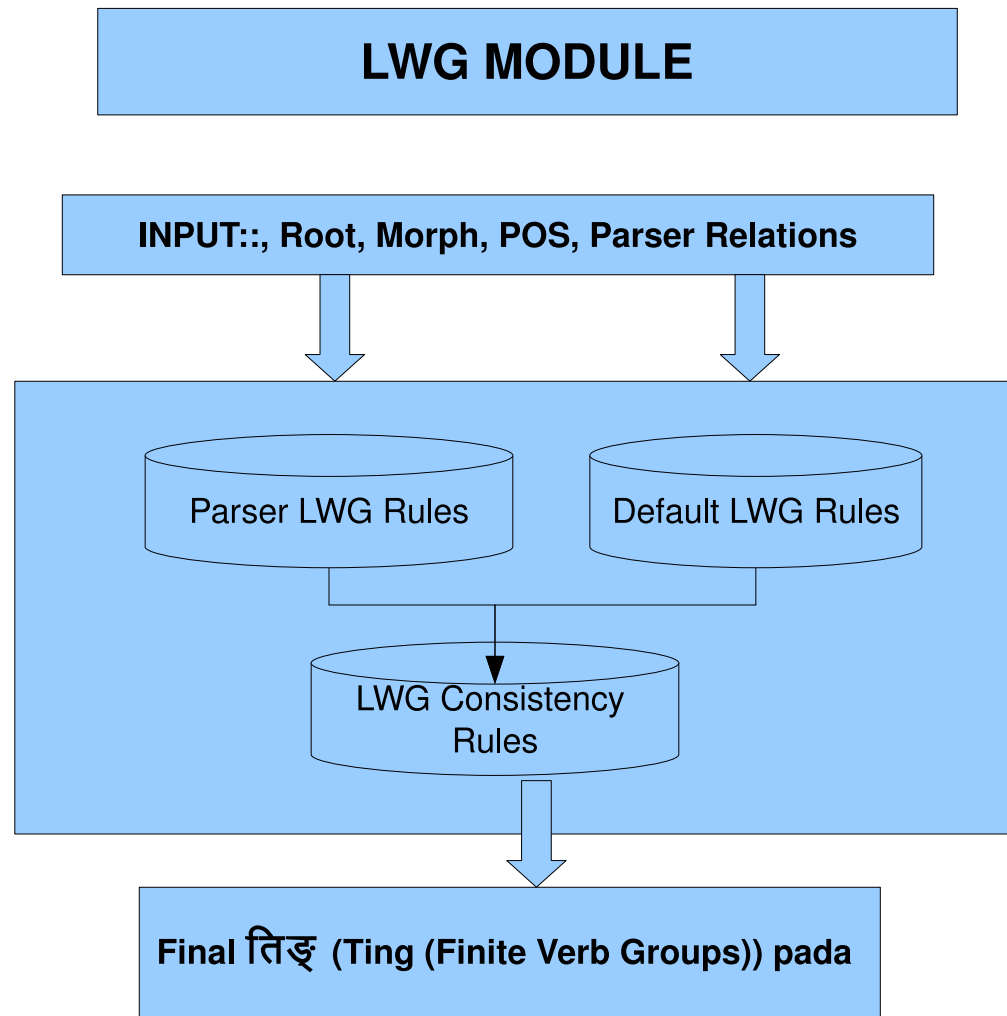 LWG MODULE
INPUT::, Root, Morph, POS, Parser Relations
Parser LWG Rules
Default LWG Rules
LWG Consistency
Rules
Final तिङ् (Ting (Finite Verb Groups)) pada